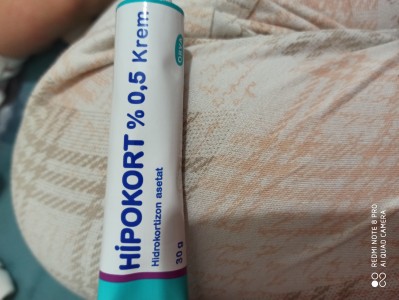 HİPOKORT % 0,5 Krem
Hidrokortizon asetat
30 g
REDMI NOTE 8 PRO
AI QUAD CAMERA